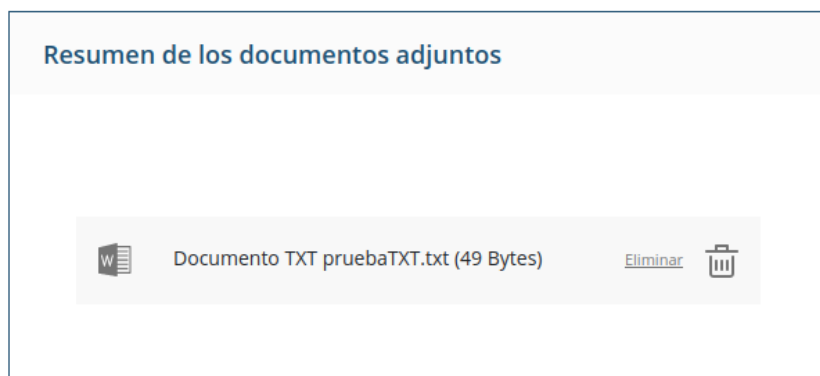 Resumen de los documentos adjuntos
W Documento TXT pruebaTXT.txt (49 Bytes) Eliminar